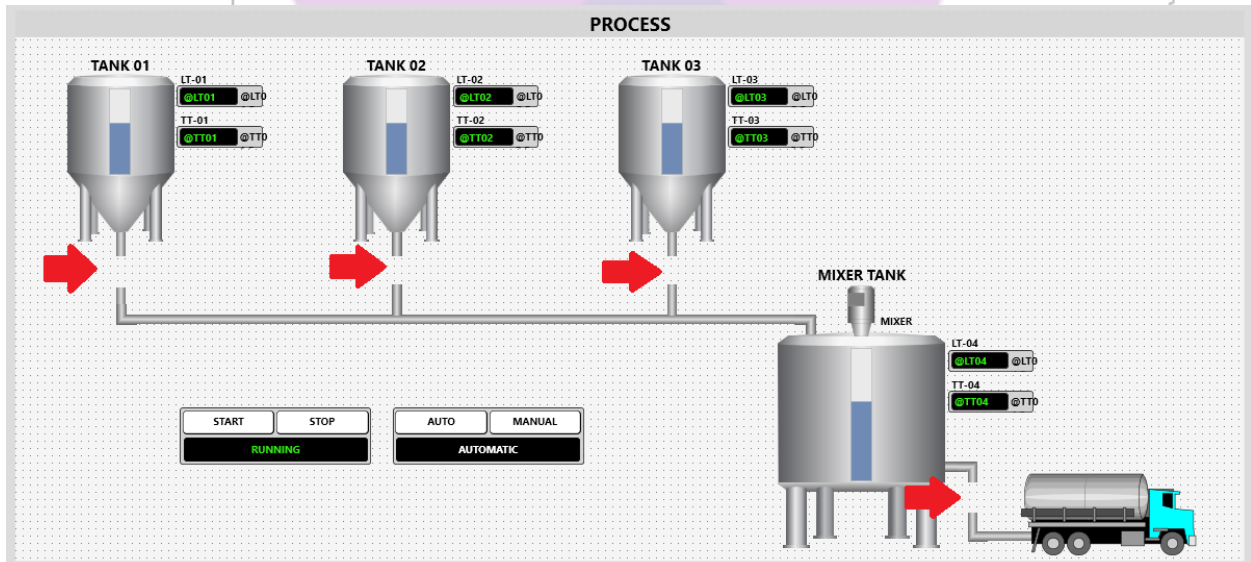 PROCESS
TANK 01
LT-01
@LT01 @LT0
TT-01
@TT01 @TT0
TANK 02
LT-02
@LT02 @LT0
TT-02
@TT02 @TT0
TANK 03
LT-03
@LT03 @LT0
TT-03
@TT03 @TT0
MIXER TANK
MIXER
LT-04
@LT04 @LT0
TT-04
@TT04 @TT0
START STOP
RUNNING
AUTO MANUAL
AUTOMATIC